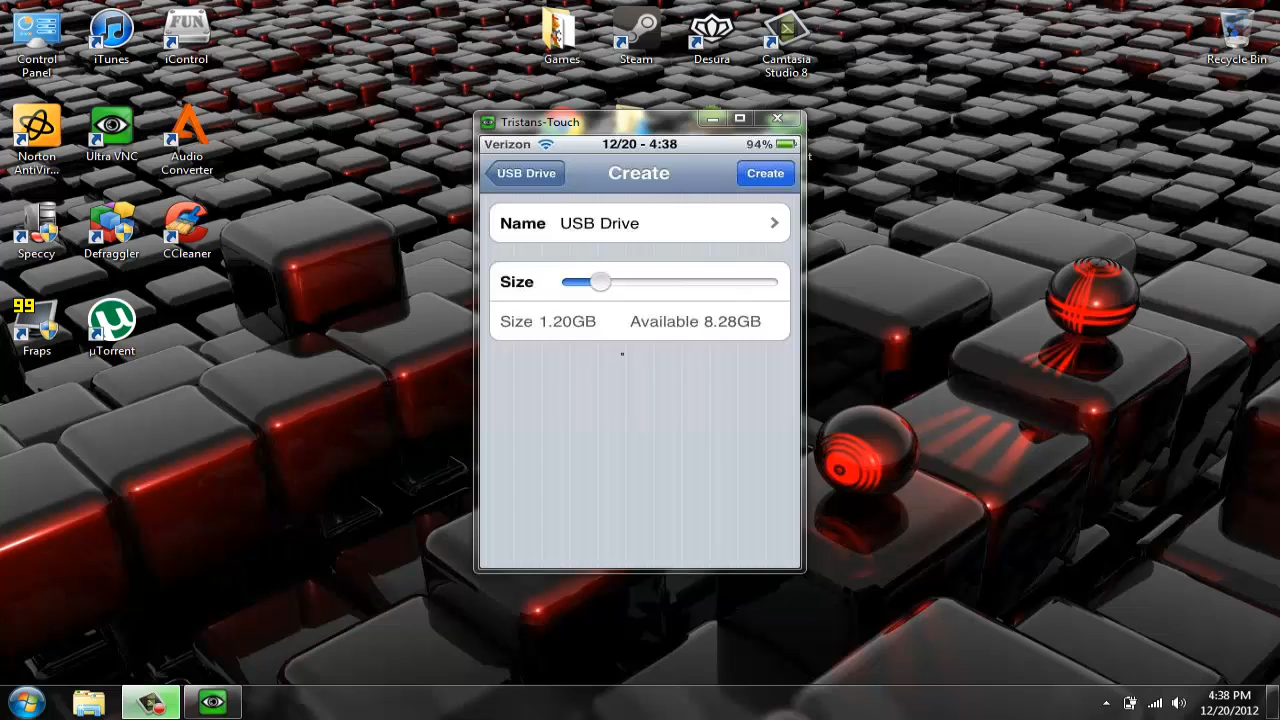 Control
Panel
iTunes
FUN
iControl
Games
Steam
Desura
Camtasia
Studio 8
Recycle Bin
Norton
AntiVir...
Ultra VNC
Audio
Converter
Speccy
Defraggler
CCleaner
99
Fraps
µTorrent
Tristans-Touch
Verizon 12/20 - 4:38 94%
USB Drive Create Create
Name USB Drive
Size
Size 1.20GB Available 8.28GB
4:38 PM
12/20/2012